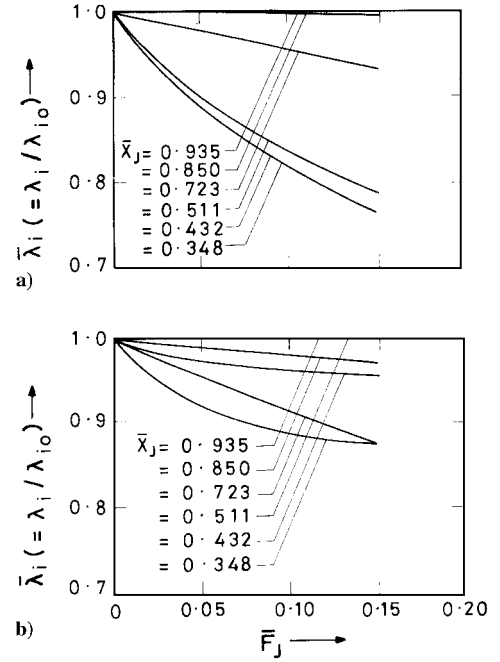 1·0
0·9
0·8
0·7
λ̄i (= λi / λio) →
X̄J = 0·935
= 0·850
= 0·723
= 0·511
= 0·432
= 0·348
a)
1·0
0·9
0·8
0·7
λ̄i (= λi / λio) →
X̄J = 0·935
= 0·850
= 0·723
= 0·511
= 0·432
= 0·348
0 0·05 0·10 0·15 0·20
b) F̄J →